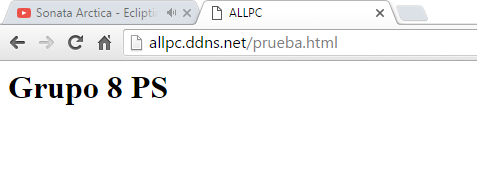 Sonata Arctica - Eclipti
ALLPC
allpc.ddns.net/prueba.html
Grupo 8 PS